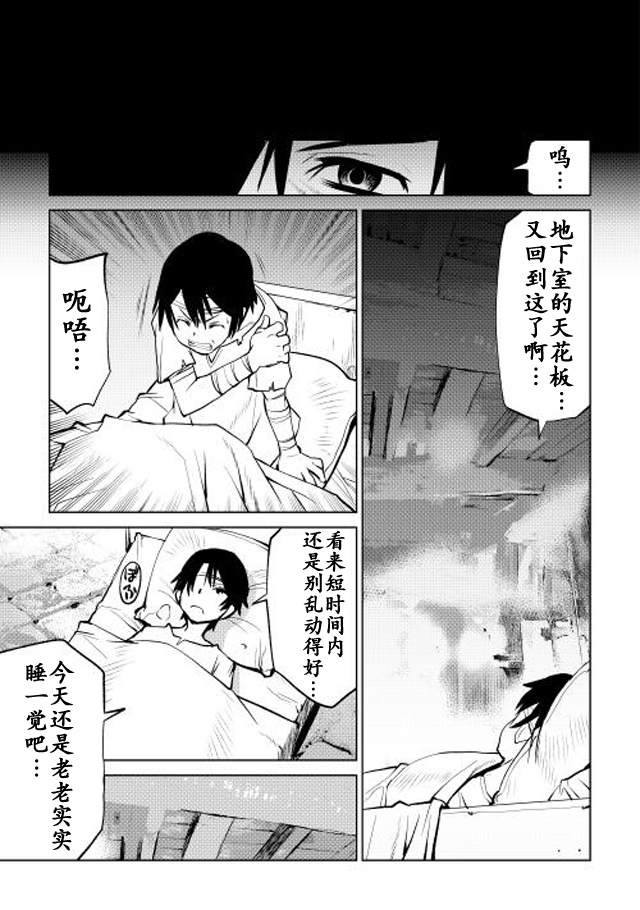 呜…
地下室的天花板…
又回到这了啊…
呃唔…
看来短时间内
还是别乱动得好…
今天还是老老实实
睡一觉吧…